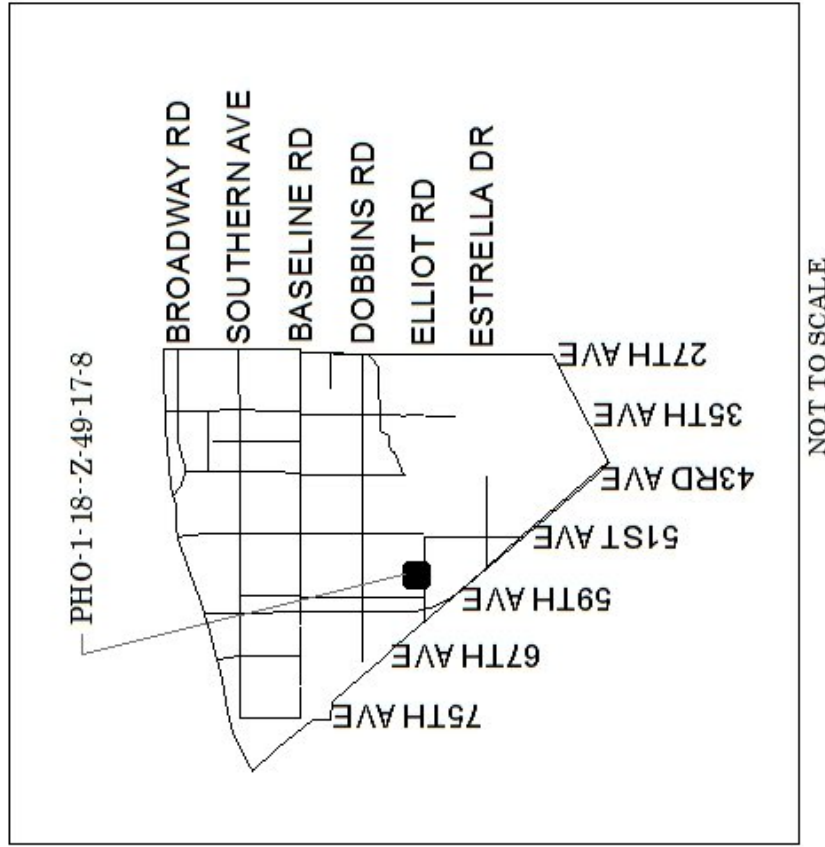 PHO-1-18--Z-49-17-8
BROADWAY RD
SOUTHERN AVE
BASELINE RD
DOBBINS RD
ELLIOT RD
ESTRELLA DR
27TH AVE
35TH AVE
43RD AVE
51ST AVE
59TH AVE
67TH AVE
75TH AVE
NOT TO SCALE